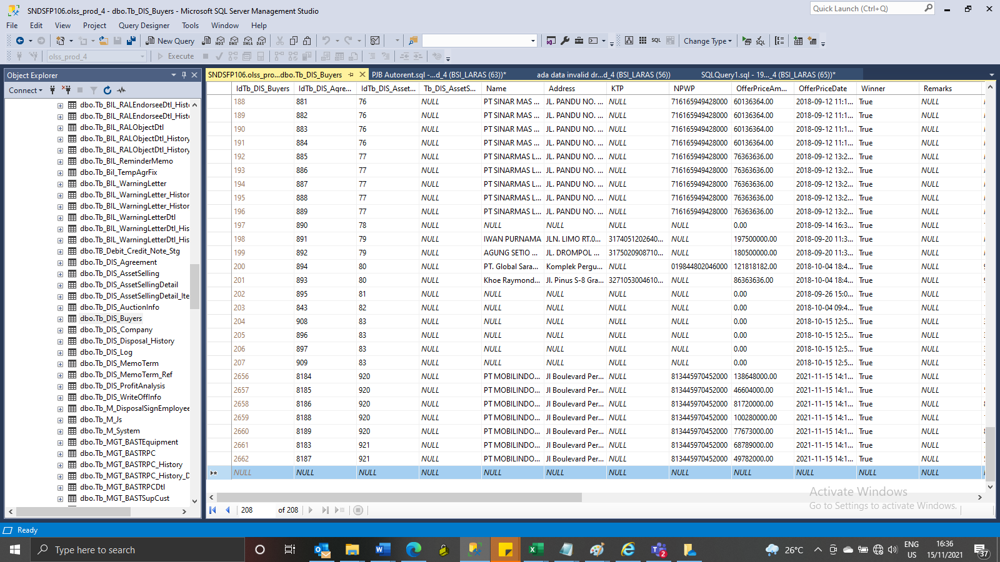 SNDSFP106.olss_prod_4 - dbo.Tb_DIS_Buyers - Microsoft SQL Server Management Studio
Quick Launch (Ctrl+Q)
File Edit View Project Query Designer Tools Window Help
New Query MDX DMX XMLA DAX SQL Change Type
olss_prod_4 Execute
Object Explorer
Connect
dbo.Tb_BIL_RALEndorseeDtl_Histo
dbo.Tb_BIL_RALEndorseeDtl_Histo
dbo.Tb_BIL_RALObjectDtl
dbo.Tb_BIL_RALObjectDtl_History
dbo.Tb_BIL_RALObjectDtl_History
dbo.Tb_BIL_ReminderMemo
dbo.Tb_Bil_TempAgrFix
dbo.Tb_BIL_WarningLetter
dbo.Tb_BIL_WarningLetter_Histor
dbo.Tb_BIL_WarningLetter_Histor
dbo.Tb_BIL_WarningLetterDtl
dbo.Tb_BIL_WarningLetterDtl_His
dbo.Tb_BIL_WarningLetterDtl_His
dbo.TB_Debit_Credit_Note_Stg
dbo.Tb_DIS_Agreement
dbo.Tb_DIS_AssetSelling
dbo.Tb_DIS_AssetSellingDetail
dbo.Tb_DIS_AssetSellingDetail_Ite
dbo.Tb_DIS_AuctionInfo
dbo.Tb_DIS_Buyers
dbo.Tb_DIS_Company
dbo.Tb_DIS_Disposal_History
dbo.Tb_DIS_Log
dbo.Tb_DIS_MemoTerm
dbo.Tb_DIS_MemoTerm_Ref
dbo.Tb_DIS_ProfitAnalysis
dbo.Tb_DIS_WriteOffInfo
dbo.Tb_M_DisposalSignEmployee
dbo.Tb_M_Js
dbo.Tb_M_System
dbo.Tb_MGT_BASTEquipment
dbo.Tb_MGT_BASTRPC
dbo.Tb_MGT_BASTRPC_History
dbo.Tb_MGT_BASTRPC_History_D
dbo.Tb_MGT_BASTRPCDtl
dbo.Tb_MGT_BASTSupCust
SNDSFP106.olss_pro...dbo.Tb_DIS_Buyers PJB Autorent.sql -...d_4 (BSI_LARAS (63))* ada data invalid dr...d_4 (BSI_LARAS (56)) SQLQuery1.sql - 19..._4 (BSI_LARAS (65))*
IdTb_DIS_Buyers IdTb_DIS_Agre... IdTb_DIS_Asset... Tb_DIS_AssetS... Name Address KTP NPWP OfferPriceAm... OfferPriceDate Winner Remarks
188 881 76 NULL PT SINAR MAS ... JL. PANDU NO. ... NULL 716165949428000 60136364.00 2018-09-12 11:1... True NULL
189 882 76 NULL PT SINAR MAS ... JL. PANDU NO. ... NULL 716165949428000 60136364.00 2018-09-12 11:1... True NULL
190 883 76 NULL PT SINAR MAS ... JL. PANDU NO. ... NULL 716165949428000 60136364.00 2018-09-12 11:1... True NULL
191 884 76 NULL PT SINAR MAS ... JL. PANDU NO. ... NULL 716165949428000 60136364.00 2018-09-12 11:1... True NULL
192 885 77 NULL PT SINARMAS L... JL. PANDU NO. ... NULL 716165949428000 76363636.00 2018-09-12 13:2... True NULL
193 886 77 NULL PT SINARMAS L... JL. PANDU NO. ... NULL 716165949428000 76363636.00 2018-09-12 13:2... True NULL
194 887 77 NULL PT SINARMAS L... JL. PANDU NO. ... NULL 716165949428000 76363636.00 2018-09-12 13:2... True NULL
195 888 77 NULL PT SINARMAS L... JL. PANDU NO. ... NULL 716165949428000 76363636.00 2018-09-12 13:2... True NULL
196 889 77 NULL PT SINARMAS L... JL. PANDU NO. ... NULL 716165949428000 76363636.00 2018-09-12 13:2... True NULL
197 890 78 NULL NULL NULL NULL NULL 0.00 2018-09-14 16:3... True NULL
198 891 79 NULL IWAN PURNAMA JLN. LIMO RT.0... 3174051202640... NULL 197500000.00 2018-09-20 11:3... True NULL
199 892 79 NULL AGUNG SETIO ... JL. DROMPOL ... 3175020908710... NULL 180500000.00 2018-09-20 11:3... True NULL
200 894 80 NULL PT. Global Sara... Komplek Pergu... NULL 019844802046000 121818182.00 2018-10-04 18:4... True NULL
201 893 80 NULL Khoe Raymond... Jl. Pinus S-8 Gra... 3271053004610... NULL 86363636.00 2018-10-04 18:4... True NULL
202 895 81 NULL NULL NULL NULL NULL 0.00 2018-09-26 15:0... True NULL
203 843 82 NULL NULL NULL NULL NULL 0.00 2018-10-04 09:4... True NULL
204 908 83 NULL NULL NULL NULL NULL 0.00 2018-10-15 12:5... True NULL
205 896 83 NULL NULL NULL NULL NULL 0.00 2018-10-15 12:5... True NULL
206 897 83 NULL NULL NULL NULL NULL 0.00 2018-10-15 12:5... True NULL
207 909 83 NULL NULL NULL NULL NULL 0.00 2018-10-15 12:5... True NULL
2656 8184 920 NULL PT MOBILINDO... Jl Boulevard Per... NULL 813445970452000 138648000.00 2021-11-15 14:1... True NULL
2657 8185 920 NULL PT MOBILINDO... Jl Boulevard Per... NULL 813445970452000 46604000.00 2021-11-15 14:1... True NULL
2658 8186 920 NULL PT MOBILINDO... Jl Boulevard Per... NULL 813445970452000 81720000.00 2021-11-15 14:1... True NULL
2659 8188 920 NULL PT MOBILINDO... Jl Boulevard Per... NULL 813445970452000 100280000.00 2021-11-15 14:1... True NULL
2660 8189 920 NULL PT MOBILINDO... Jl Boulevard Per... NULL 813445970452000 77673000.00 2021-11-15 14:1... True NULL
2661 8183 921 NULL PT MOBILINDO... Jl Boulevard Per... NULL 813445970452000 68789000.00 2021-11-15 14:1... True NULL
2662 8187 921 NULL PT MOBILINDO... Jl Boulevard Per... NULL 813445970452000 49782000.00 2021-11-15 14:1... True NULL
NULL NULL NULL NULL NULL NULL NULL NULL NULL NULL NULL NULL
208 of 208
Activate Windows
Go to Settings to activate Windows.
Ready
Type here to search
2
26°C
ENG
US
16:36
15/11/2021
37